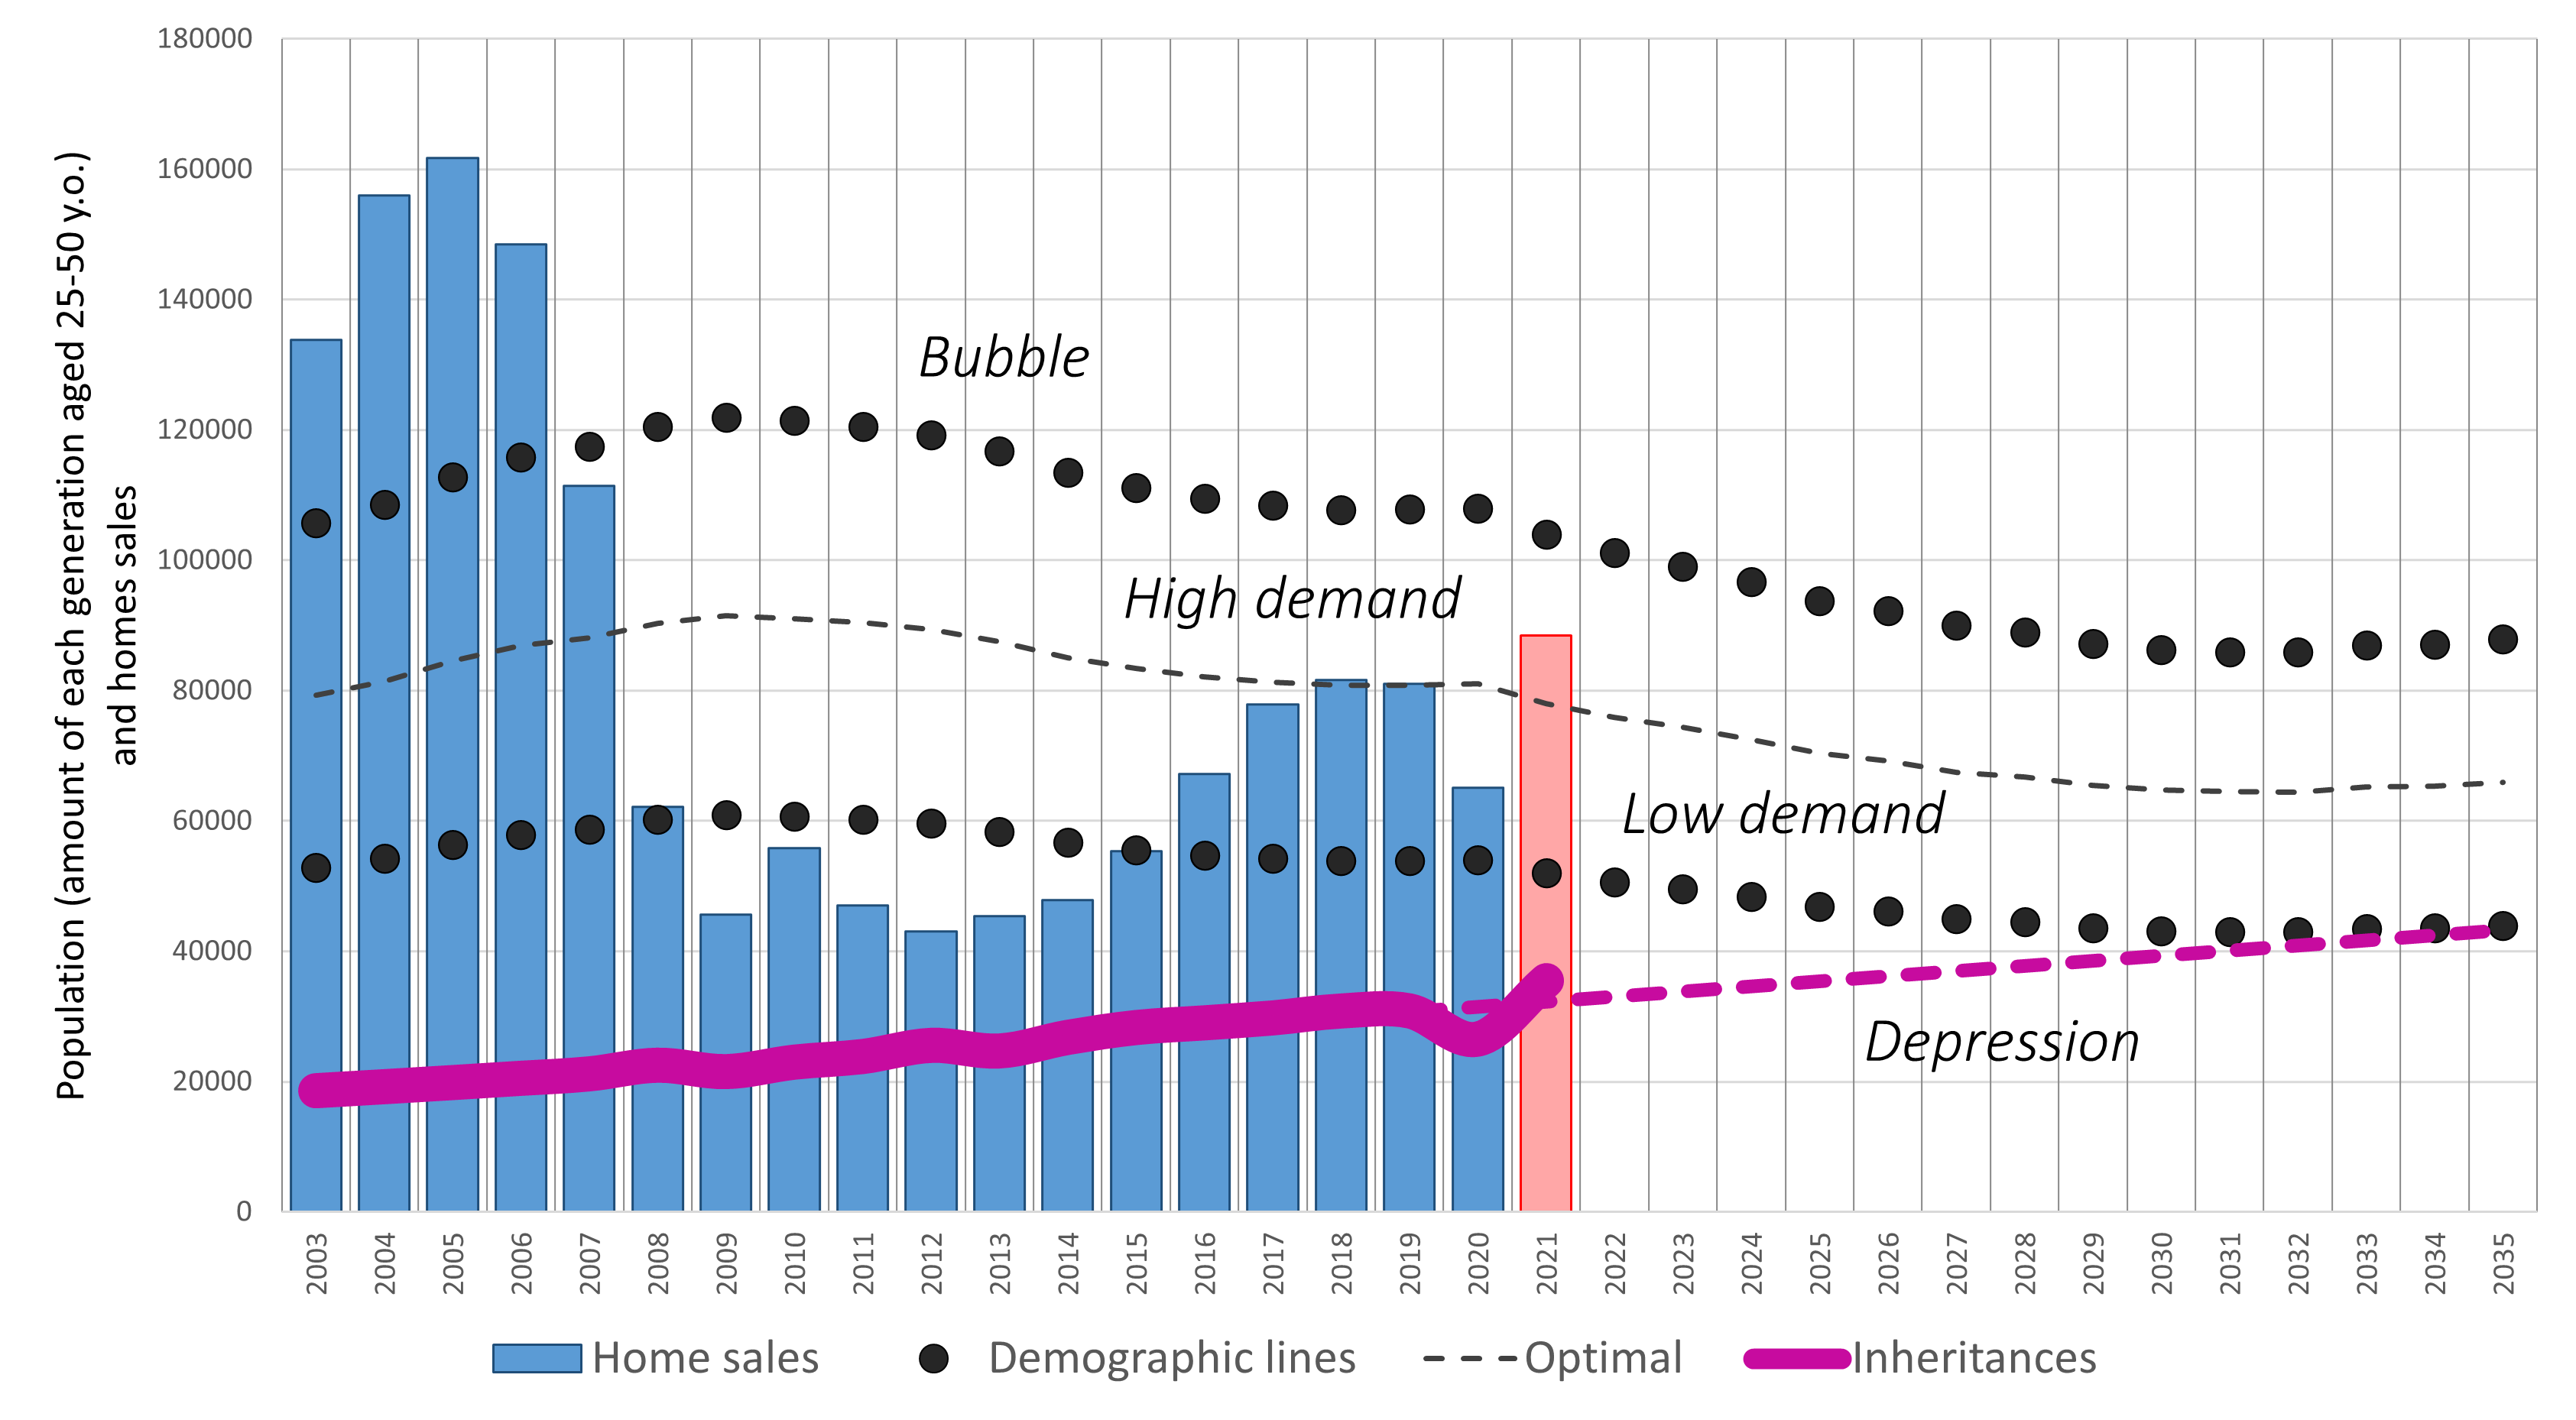 Population (amount of each generation aged 25-50 y.o.)
and homes sales
180000
160000
140000
120000
100000
80000
60000
40000
20000
0
Bubble
High demand
Low demand
Depression
2003 2004 2005 2006 2007 2008 2009 2010 2011 2012 2013 2014 2015 2016 2017 2018 2019 2020 2021 2022 2023 2024 2025 2026 2027 2028 2029 2030 2031 2032 2033 2034 2035
Home sales Demographic lines Optimal Inheritances